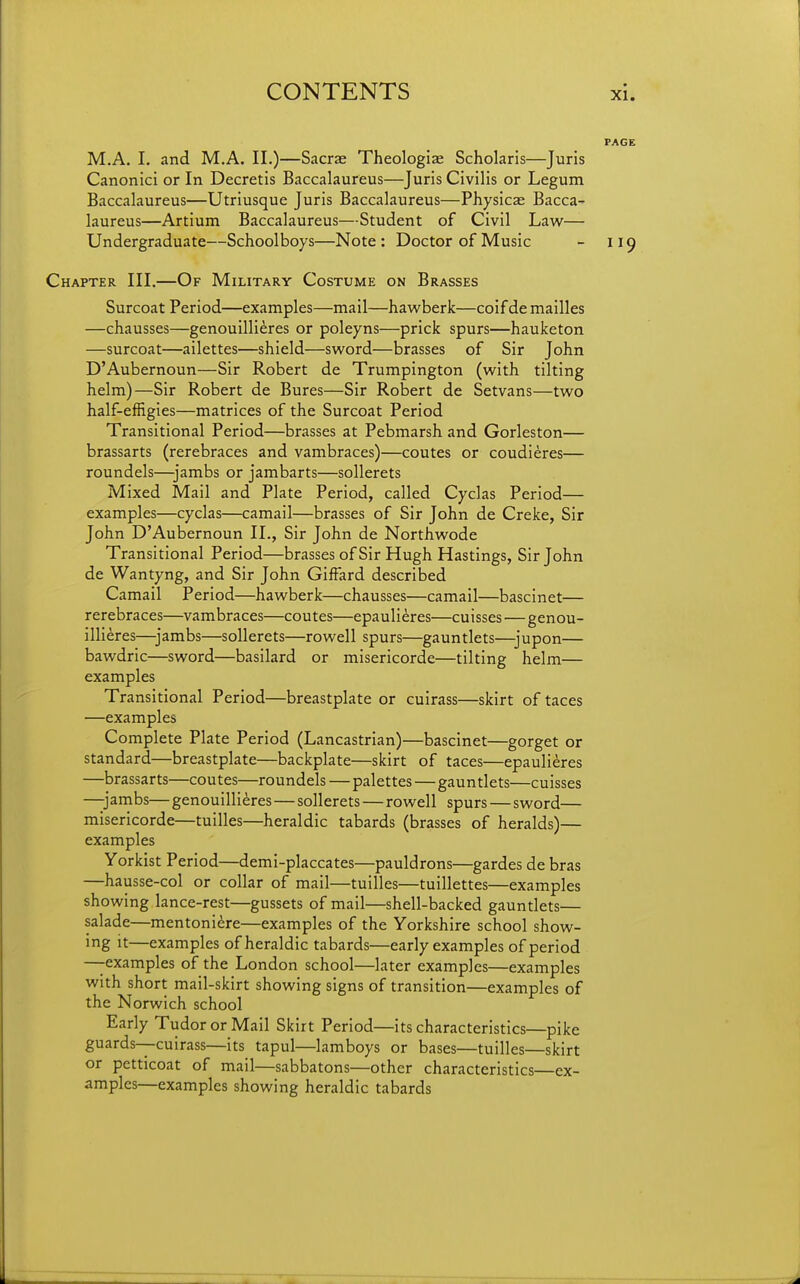 CONTENTS xi.
PAGE
M.A. I. and M.A. II.)—Sacræ Theologiæ Scholaris—Juris
Canonici or In Decretis Baccalaureus—Juris Civilis or Legum
Baccalaureus—Utriusque Juris Baccalaureus—Physicæ Bacca-
laureus—Artium Baccalaureus—Student of Civil Law—
Undergraduate—Schoolboys—Note : Doctor of Music - 119
Chapter III.—Of Military Costume on Brasses
Surcoat Period—examples—mail—hawberk—coif de mailles
—chausses—genouillières or poleyns—prick spurs—hauketon
—surcoat—ailettes—shield—sword—brasses of Sir John
D'Aubernoun—Sir Robert de Trumpington (with tilting
helm)—Sir Robert de Bures—Sir Robert de Setvans—two
half-effigies—matrices of the Surcoat Period
Transitional Period—brasses at Pebmarsh and Gorleston—
brassarts (rerebraces and vambraces)—coutes or coudières—
roundels—jambs or jambarts—sollerets
Mixed Mail and Plate Period, called Cyclas Period—
examples—cyclas—camail—brasses of Sir John de Creke, Sir
John D'Aubernoun II., Sir John de Northwode
Transitional Period—brasses of Sir Hugh Hastings, Sir John
de Wantyng, and Sir John Giffard described
Camail Period—hawberk—chausses—camail—bascinet—
rerebraces—vambraces—coutes—epaulières—cuisses—genou-
illières—jambs—sollerets—rowell spurs—gauntlets—jupon—
bawdric—sword—basilard or misericorde—tilting helm—
examples
Transitional Period—breastplate or cuirass—skirt of taces
—examples
Complete Plate Period (Lancastrian)—bascinet—gorget or
standard—breastplate—backplate—skirt of taces—epaulières
—brassarts—coutes—roundels—palettes—gauntlets—cuisses
—jambs—genouillières—sollerets—rowell spurs—sword—
misericorde—tuilles—heraldic tabards (brasses of heralds)—
examples
Yorkist Period—demi-placcates—pauldrons—gardes de bras
—hausse-col or collar of mail—tuilles—tuillettes—examples
showing lance-rest—gussets of mail—shell-backed gauntlets—
salade—mentonière—examples of the Yorkshire school show-
ing it—examples of heraldic tabards—early examples of period
—examples of the London school—later examples—examples
with short mail-skirt showing signs of transition—examples of
the Norwich school
Early Tudor or Mail Skirt Period—its characteristics—pike
guards—cuirass—its tapul—lamboys or bases—tuilles—skirt
or petticoat of mail—sabbatons—other characteristics—ex-
amples—examples showing heraldic tabards